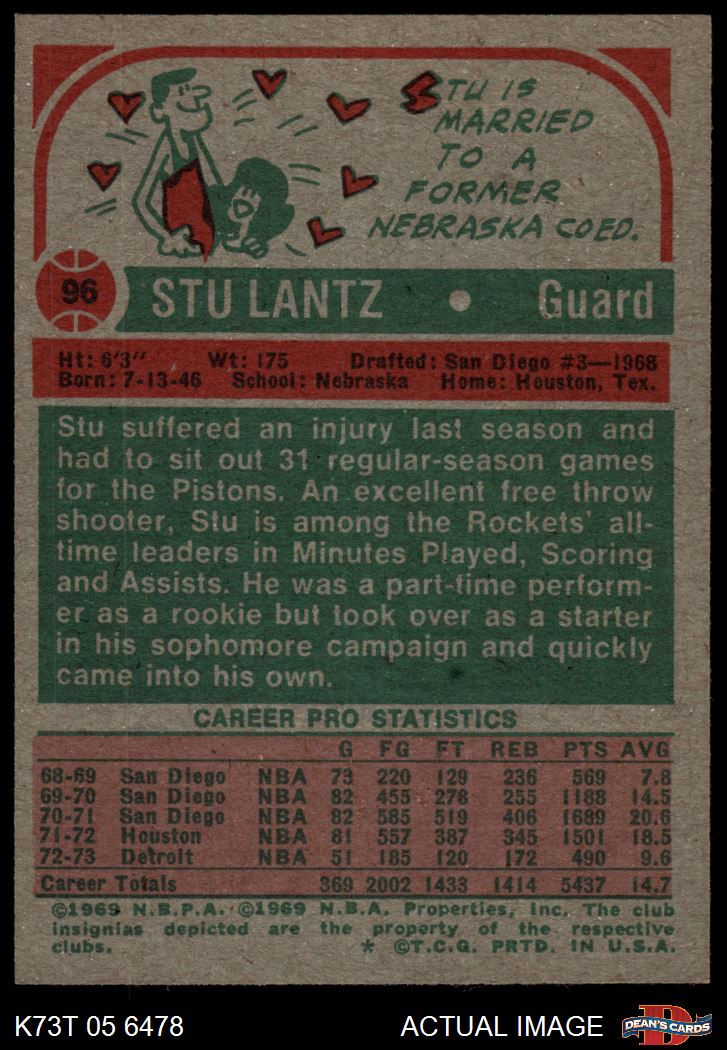 STU IS
MARRIED
TO A
FORMER
NEBRASKA COED.
96 STU LANTZ • Guard
Ht: 6'3" Wt: 175 Drafted: San Diego #3—1968
Born: 7-13-46 School: Nebraska Home: Houston, Tex.
Stu suffered an injury last season and
had to sit out 31 regular-season games
for the Pistons. An excellent free throw
shooter, Stu is among the Rockets' all-
time leaders in Minutes Played, Scoring
and Assists. He was a part-time perform-
er as a rookie but took over as a starter
in his sophomore campaign and quickly
came into his own.
CAREER PRO STATISTICS
G FG FT REB PTS AVG
68-69 San Diego NBA 73 220 129 236 569 7.8
69-70 San Diego NBA 82 455 278 255 1188 14.5
70-71 San Diego NBA 82 585 519 406 1689 20.6
71-72 Houston NBA 81 557 387 345 1501 18.5
72-73 Detroit NBA 51 185 120 172 490 9.6
Career Totals 369 2002 1433 1414 5437 14.7
©1969 N.B.P.A. ©1969 N.B.A. Properties, Inc. The club
insignias depicted are the property of the respective
clubs. * ©T.C.G. PRTD. IN U.S.A.
K73T 05 6478 ACTUAL IMAGE D DEAN'S CARDS